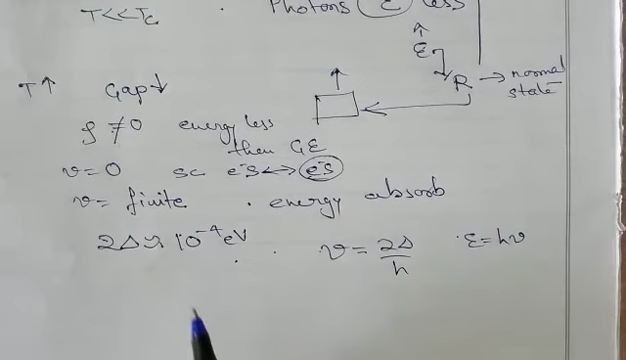 T<<Tc . Photons ε less
ε
R → normal
state
T↑ Gap↓
ρ ≠ 0 energy less
then GE
ν = 0 sc e⁻s ↔ e⁻s
ν = finite . energy absorb
2Δ ≈ 10⁻⁴ eV . ν = 2Δ/h . ε = hν